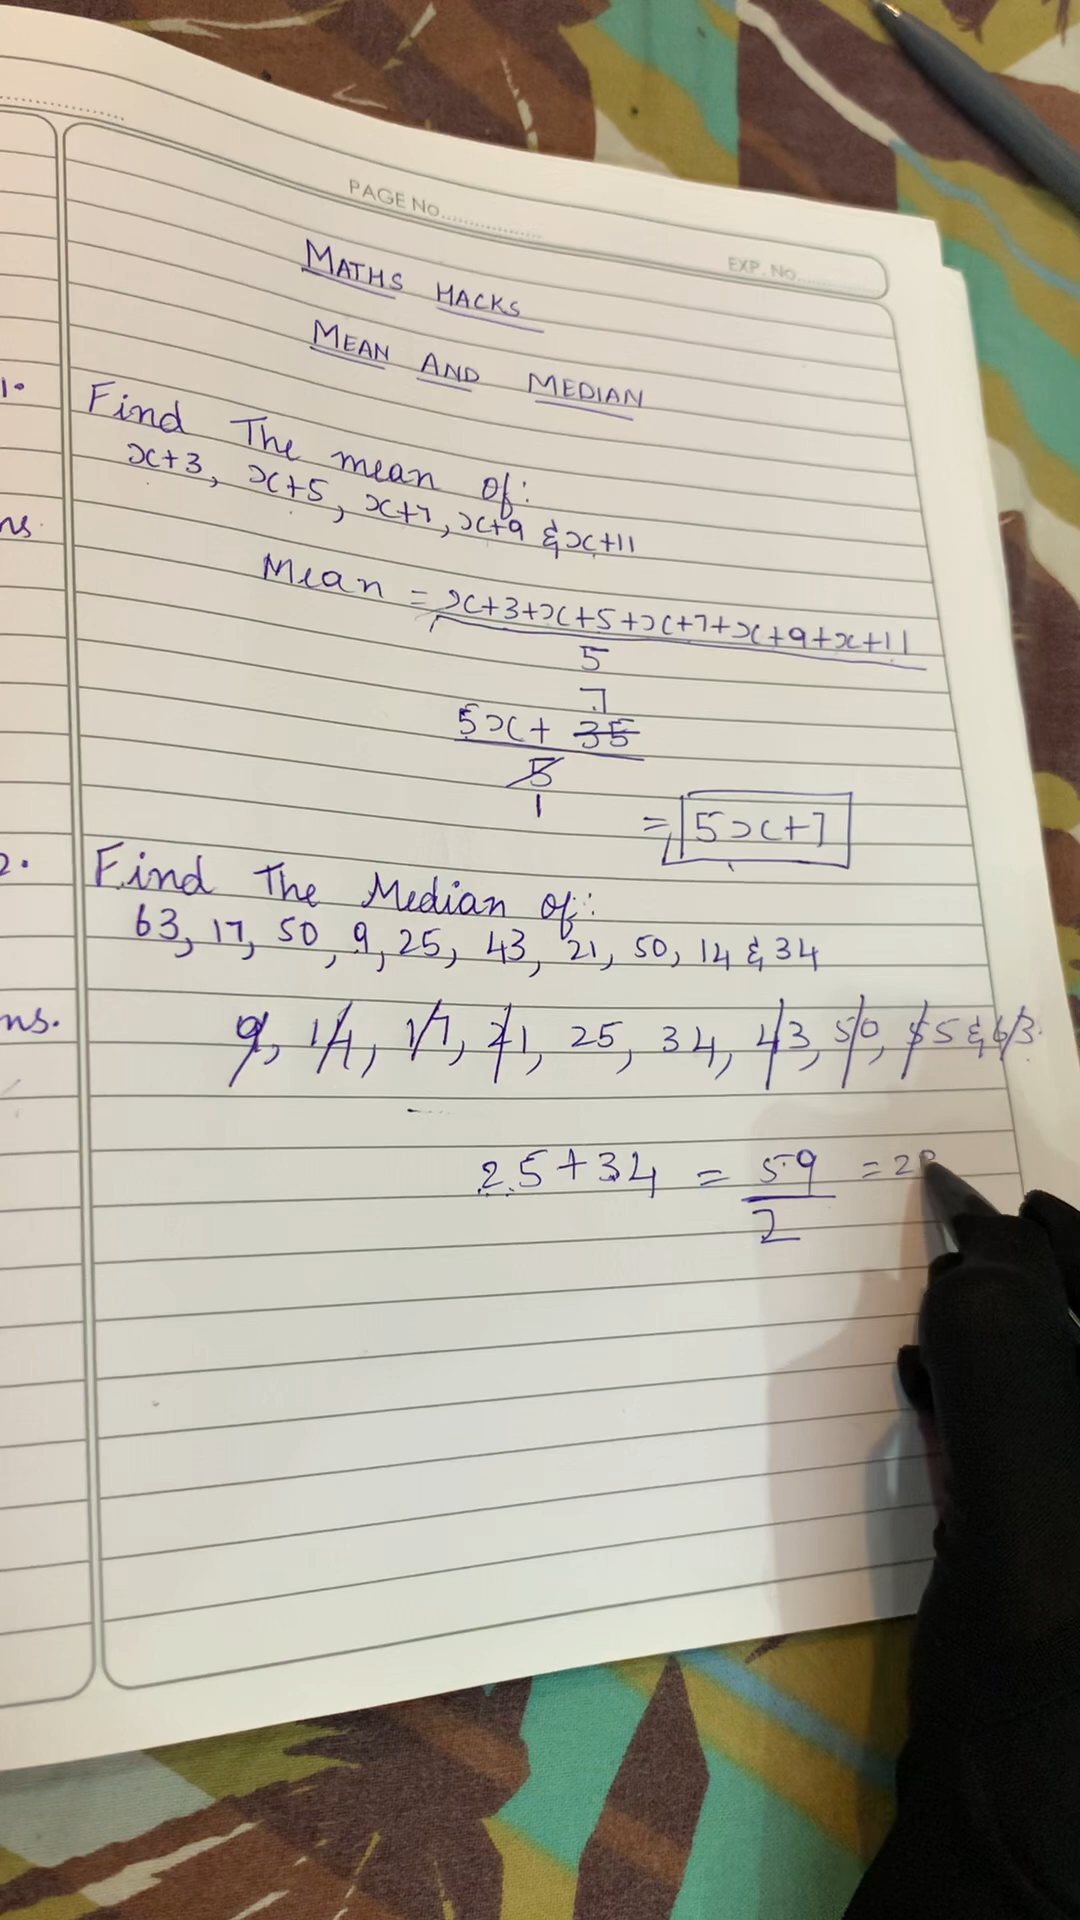 PAGE No.
EXP. No.
MATHS HACKS
MEAN AND MEDIAN
1. Find The mean of:
x+3, x+5, x+7, x+9 & x+11
ns.
Mean = x+3+x+5+x+7+x+9+x+11
5
7
5x+ 35
5
1
= 5x+7
2. Find The Median of:
63, 17, 50, 9, 25, 43, 21, 50, 14 & 34
ns.
9, 14, 17, 21, 25, 34, 43, 50, 55 & 63.
25+34 = 59 = 2
2